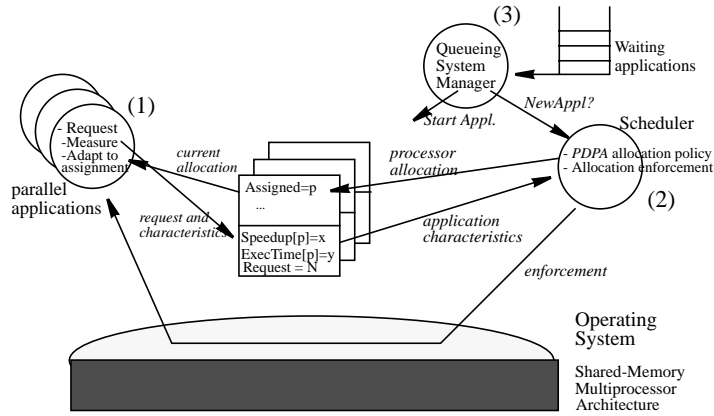 (3)
Queueing
System
Manager
Waiting
applications
(1)
- Request
-Measure
-Adapt to
assignment
Start Appl.
NewAppl?
Scheduler
- PDPA allocation policy
- Allocation enforcement
(2)
current
allocation
processor
allocation
parallel
applications
Assigned=p
...
request and
characteristics
application
characteristics
Speedup[p]=x
ExecTime[p]=y
Request = N
enforcement
Operating
System
Shared-Memory
Multiprocessor
Architecture